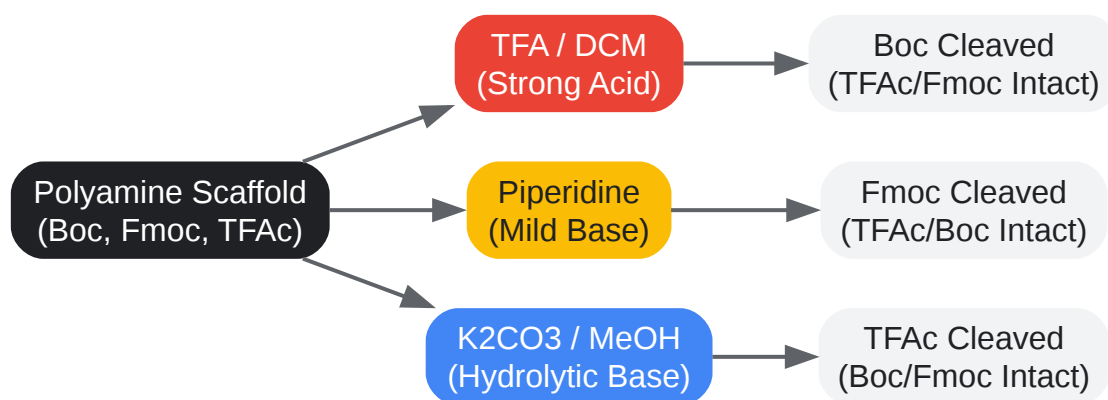 TFA / DCM
(Strong Acid)
Boc Cleaved
(TFAc/Fmoc Intact)
Polyamine Scaffold
(Boc, Fmoc, TFAc)
Piperidine
(Mild Base)
Fmoc Cleaved
(TFAc/Boc Intact)
K2CO3 / MeOH
(Hydrolytic Base)
TFAc Cleaved
(Boc/Fmoc Intact)